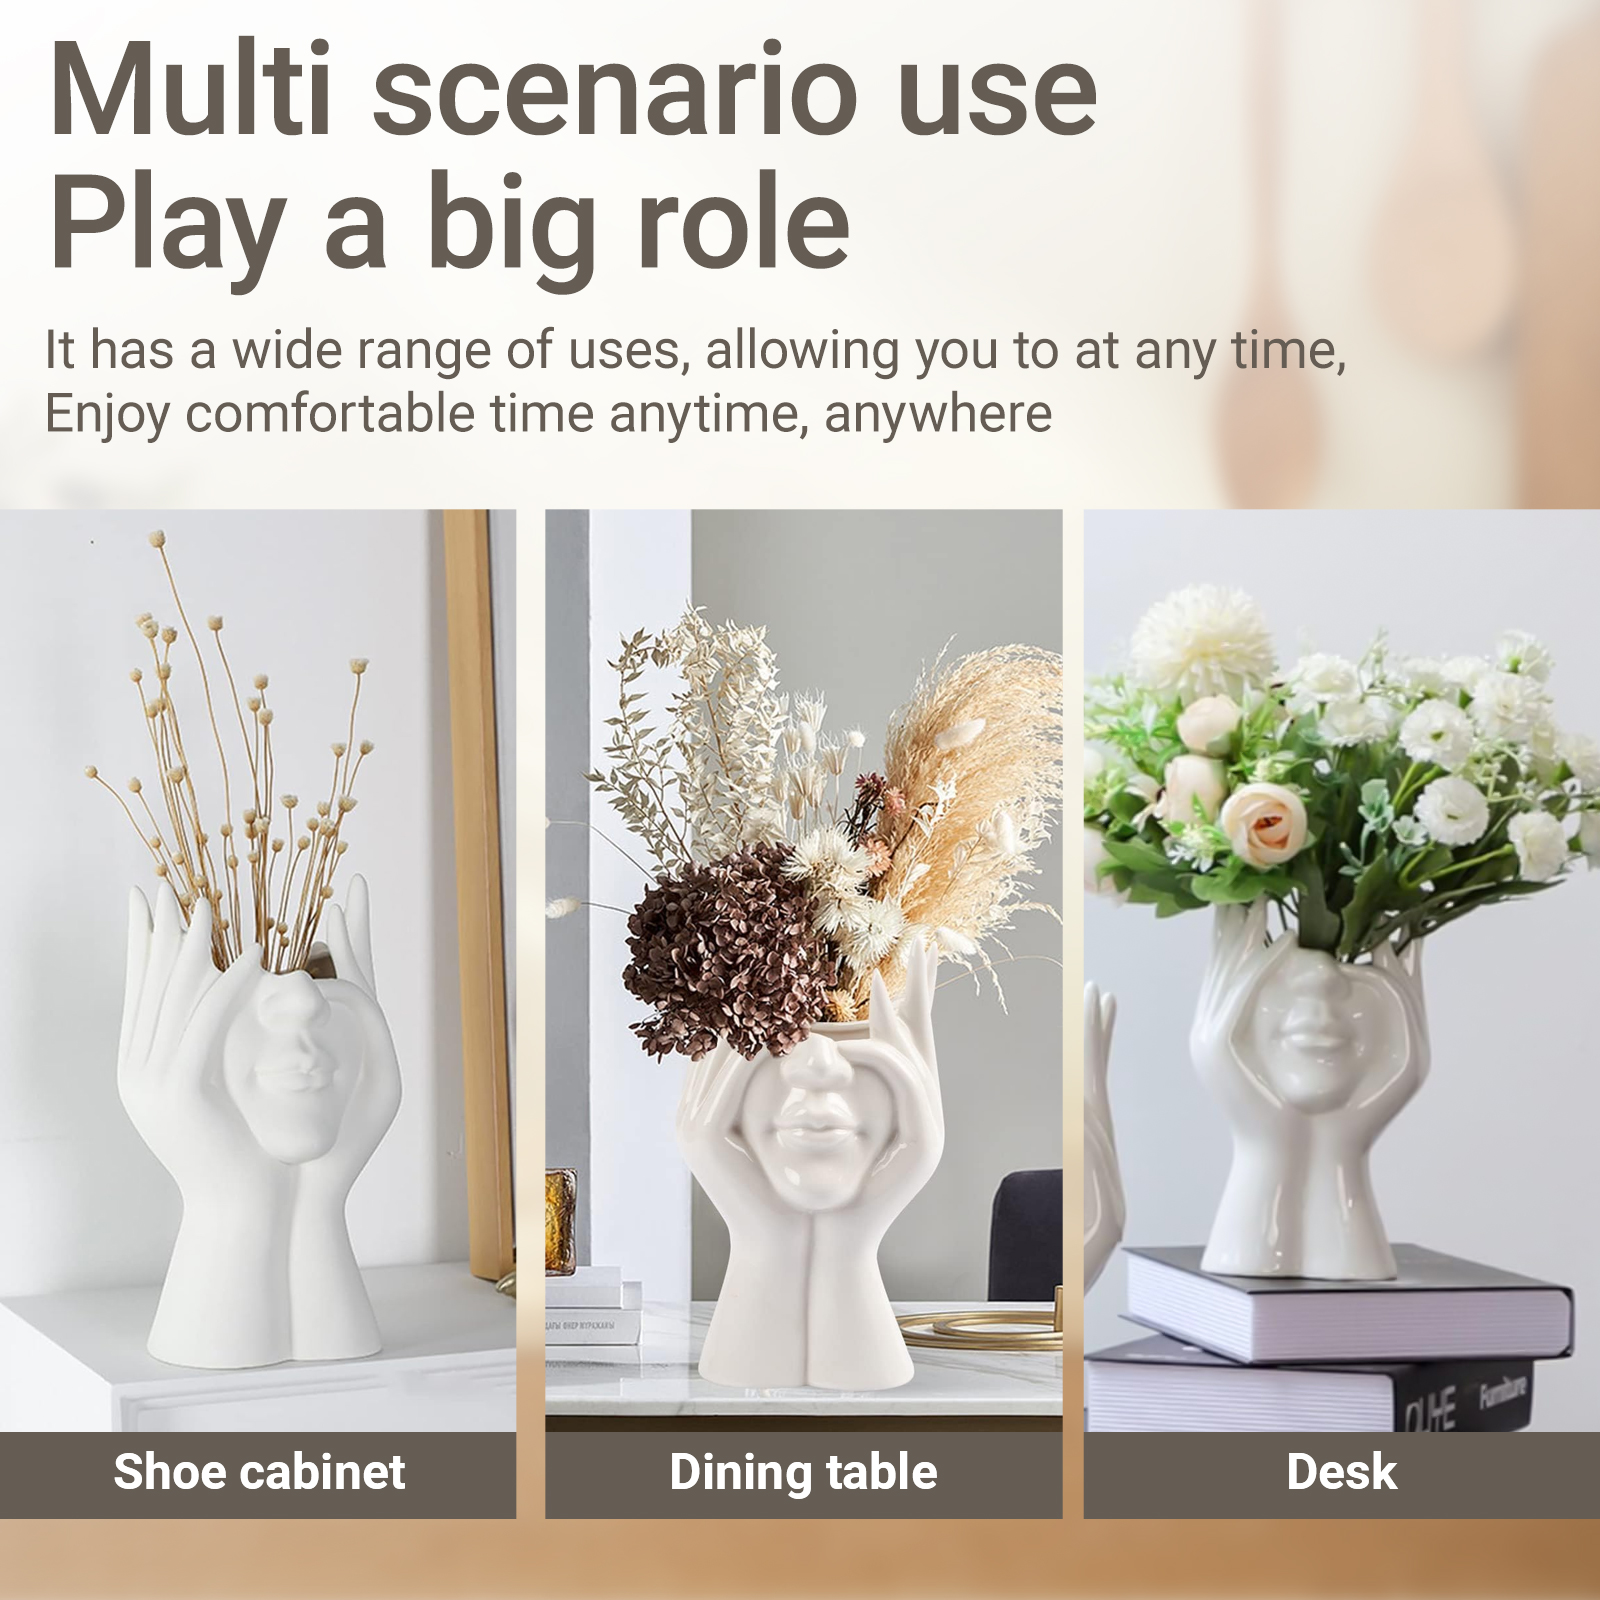 Multi scenario use
Play a big role
It has a wide range of uses, allowing you to at any time,
Enjoy comfortable time anytime, anywhere
Furniture
Shoe cabinet
Dining table
Desk